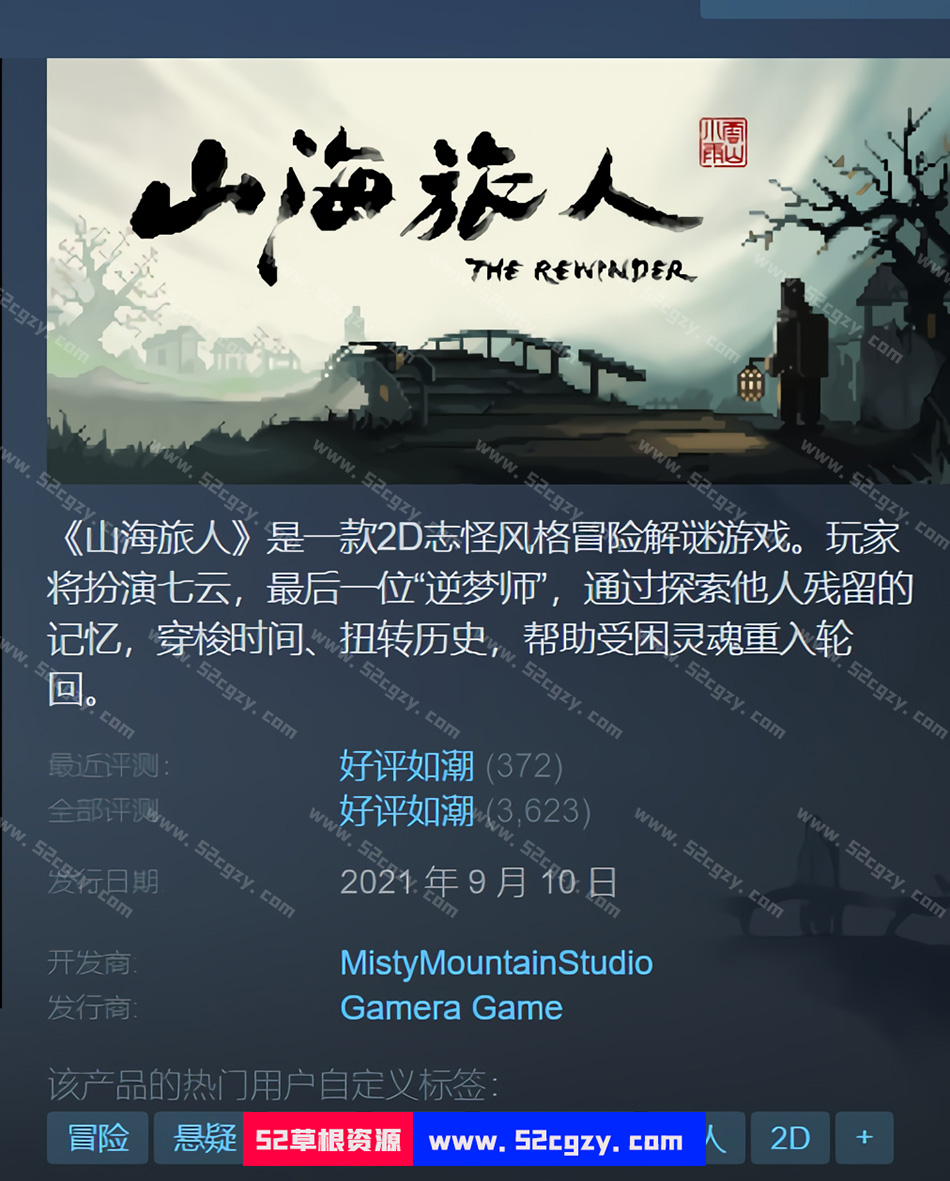 山海旅人
小雲雨山
THE REWINDER
《山海旅人》是一款2D志怪风格冒险解谜游戏。玩家
将扮演七云，最后一位“逆梦师”，通过探索他人残留的
记忆，穿梭时间、扭转历史，帮助受困灵魂重入轮
回。
最近评测: 好评如潮 (372)
全部评测 好评如潮 (3,623)
发行日期 2021 年 9 月 10 日
开发商: MistyMountainStudio
发行商: Gamera Game
该产品的热门用户自定义标签:
冒险 悬疑 52草根资源 www.52cgzy.com 人 2D +
www.52cgzy.com